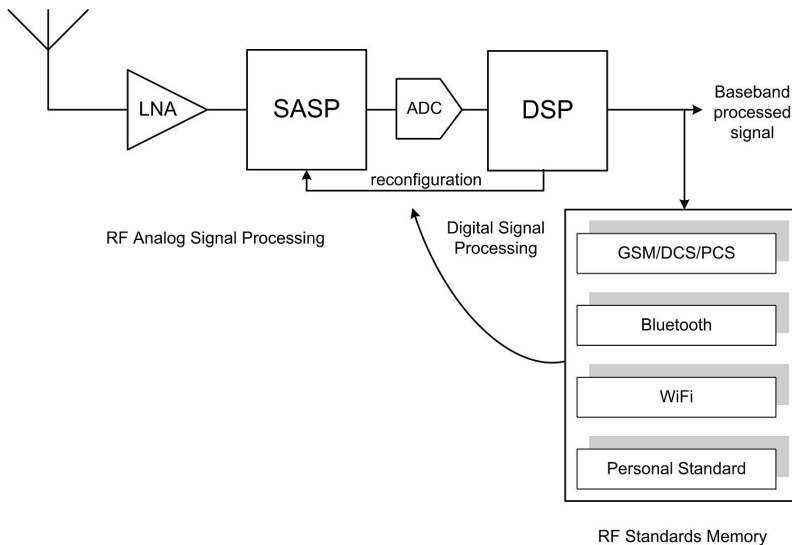 LNA
SASP
ADC
DSP
Baseband
processed
signal
reconfiguration
RF Analog Signal Processing
Digital Signal
Processing
GSM/DCS/PCS
Bluetooth
WiFi
Personal Standard
RF Standards Memory